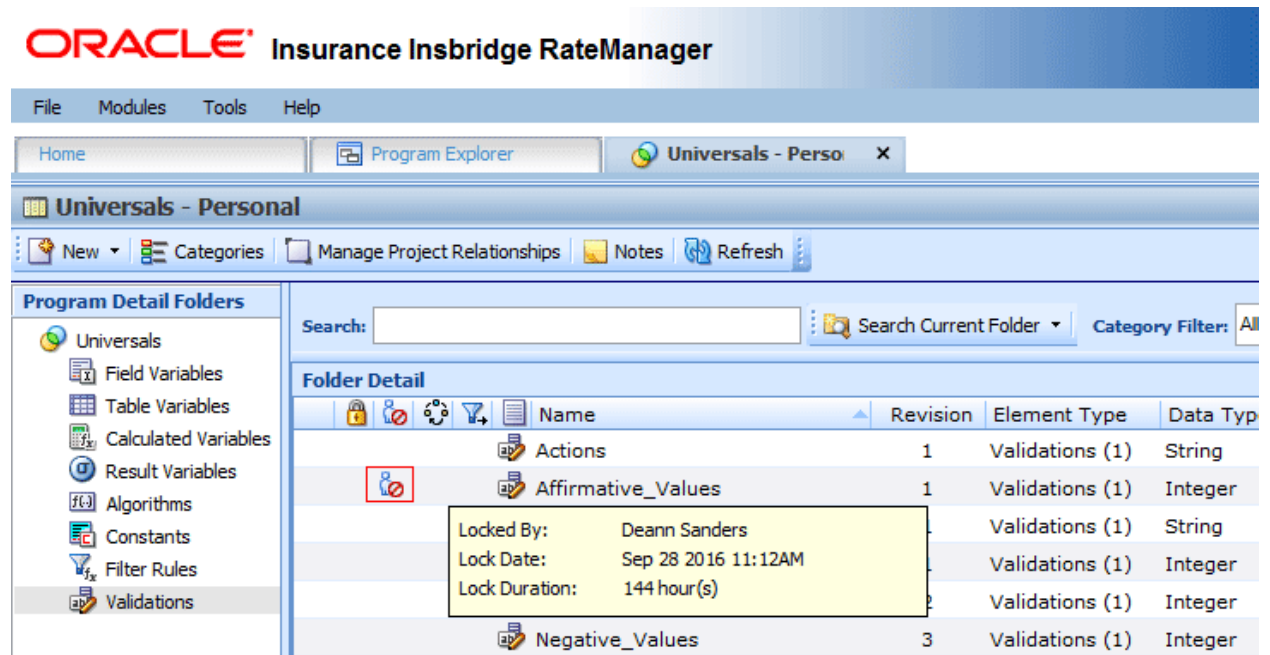 ORACLE Insurance Insbridge RateManager
File Modules Tools Help
Home Program Explorer Universals - Perso
Universals - Personal
New Categories Manage Project Relationships Notes Refresh
Program Detail Folders
Universals
Field Variables
Table Variables
Calculated Variables
Result Variables
Algorithms
Constants
Filter Rules
Validations
Search: Search Current Folder Category Filter: All
Folder Detail
Name Revision Element Type Data Typ
Actions 1 Validations (1) String
Affirmative_Values 1 Validations (1) Integer
Locked By: Deann Sanders
Lock Date: Sep 28 2016 11:12AM
Lock Duration: 144 hour(s)
Validations (1) String
Validations (1) Integer
Validations (1) Integer
Negative_Values 3 Validations (1) Integer